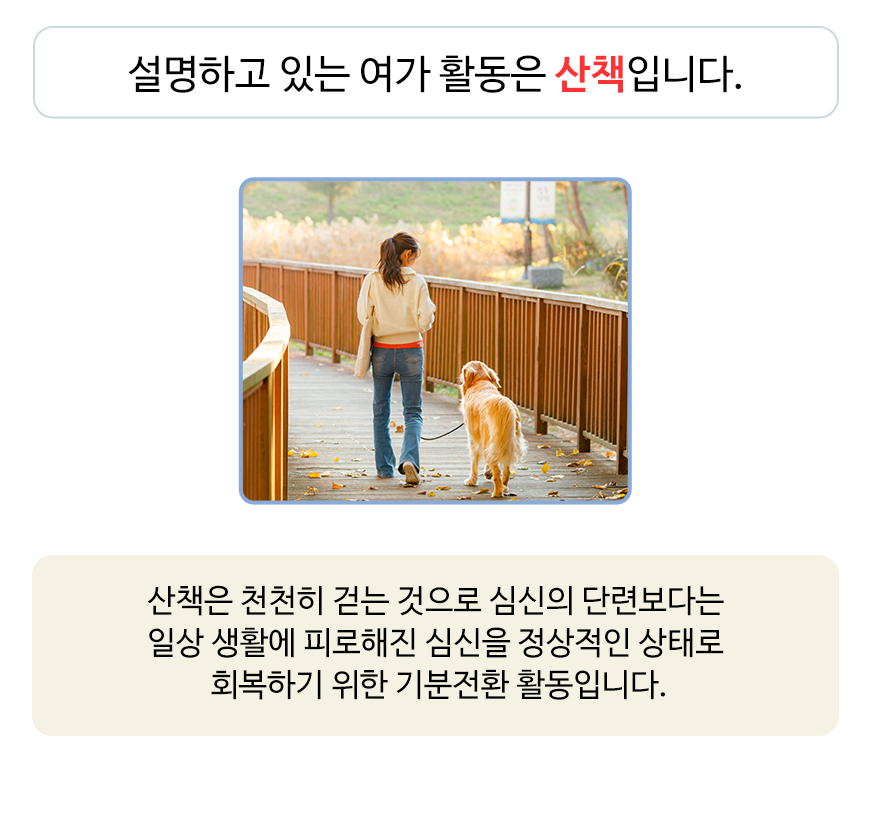 설명하고 있는 여가 활동은 산책입니다.
산책은 천천히 걷는 것으로 심신의 단련보다는
일상 생활에 피로해진 심신을 정상적인 상태로
회복하기 위한 기분전환 활동입니다.